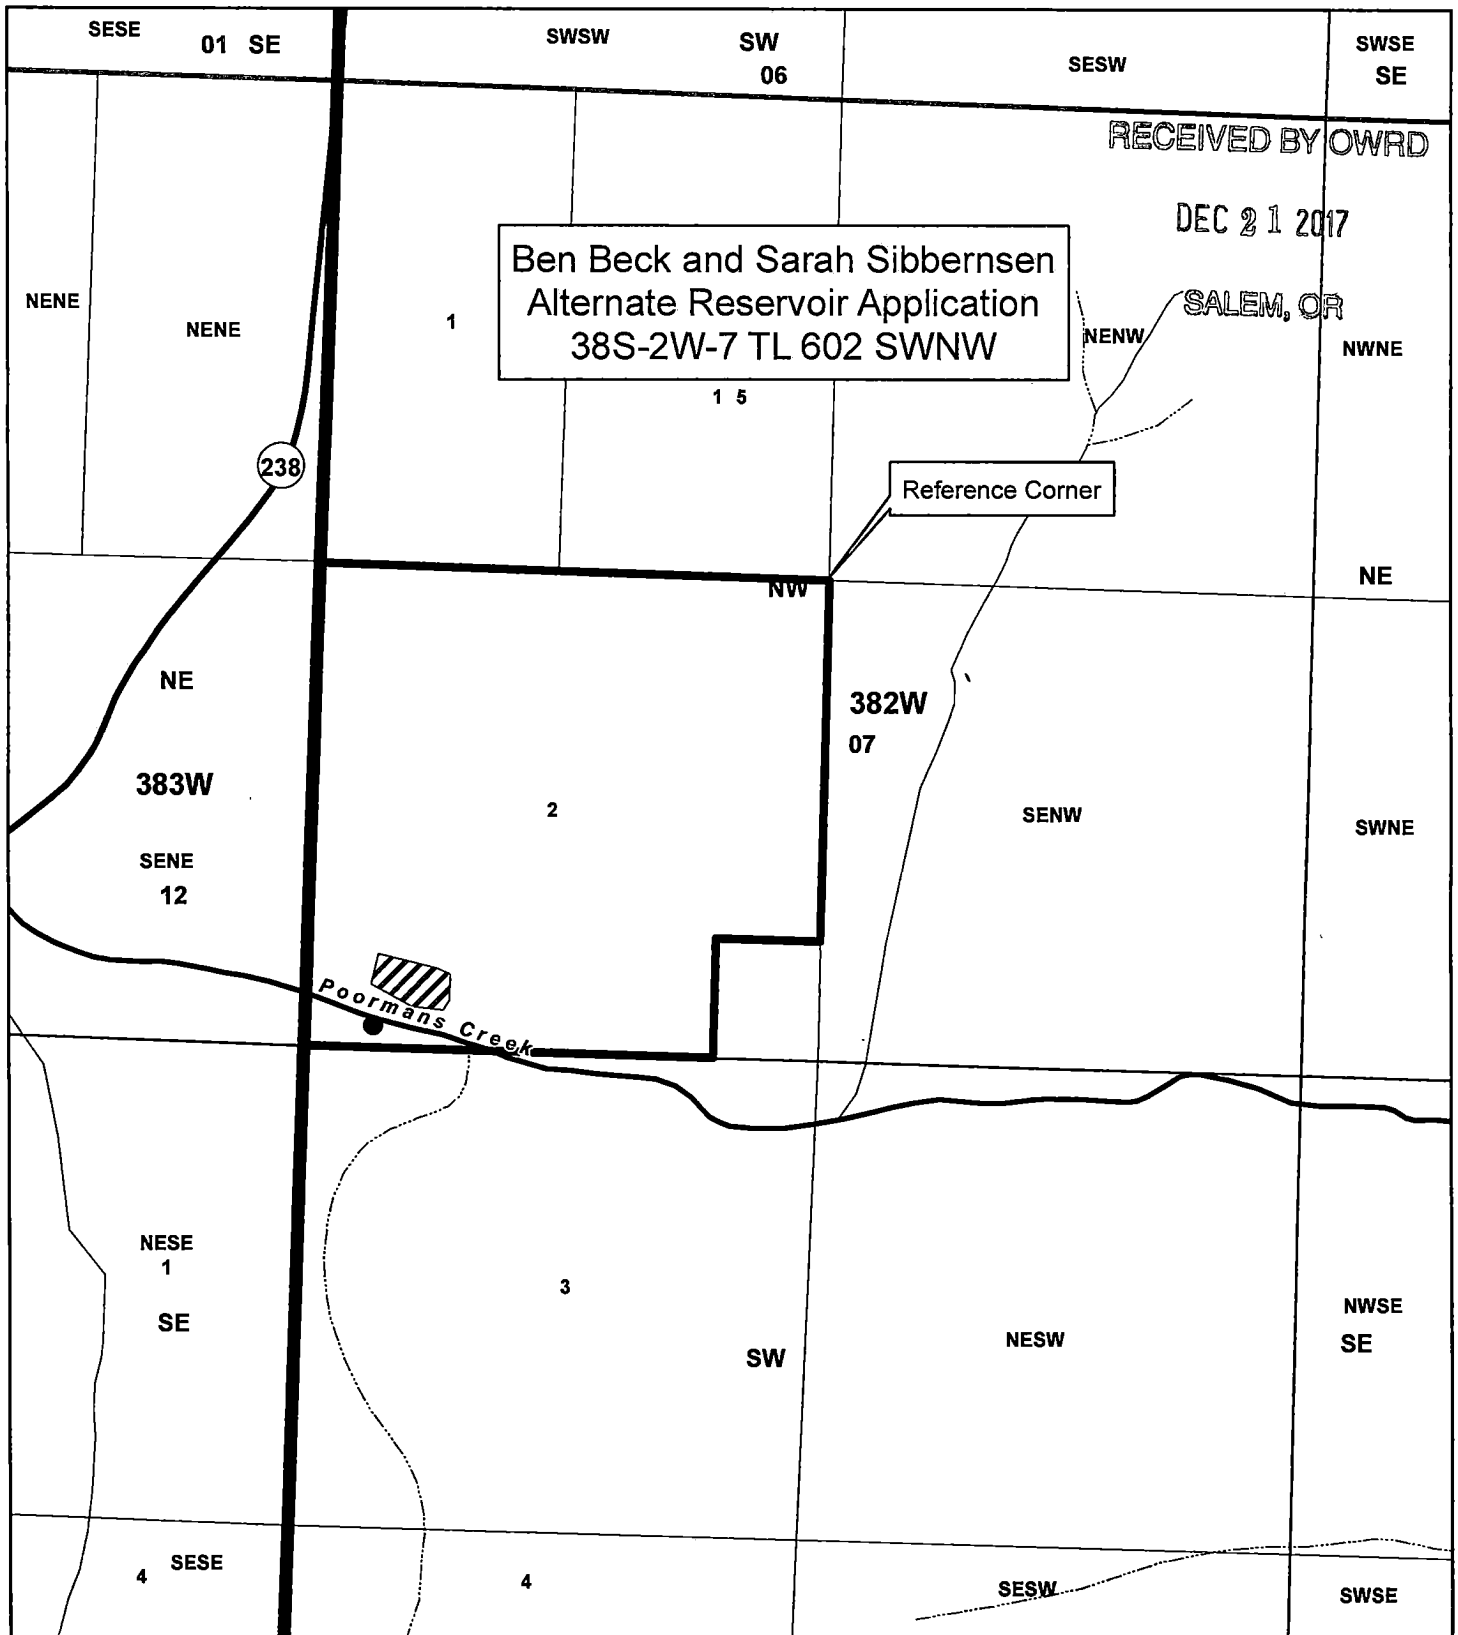 SESE
01 SE
SWSW
SW
06
SESW
SWSE
SE
RECEIVED BY OWRD
DEC 21 2017
SALEM, OR
Ben Beck and Sarah Sibbernsen
Alternate Reservoir Application
38S-2W-7 TL 602 SWNW
NENE
NENE
1
1 5
NENW
NWNE
238
Reference Corner
NW
NE
NE
382W
07
383W
2
SENW
SWNE
SENE
12
Poormans Creek
NESE
1
SE
3
SW
NESW
NWSE
SE
4 SESE
4
SESW
SWSE